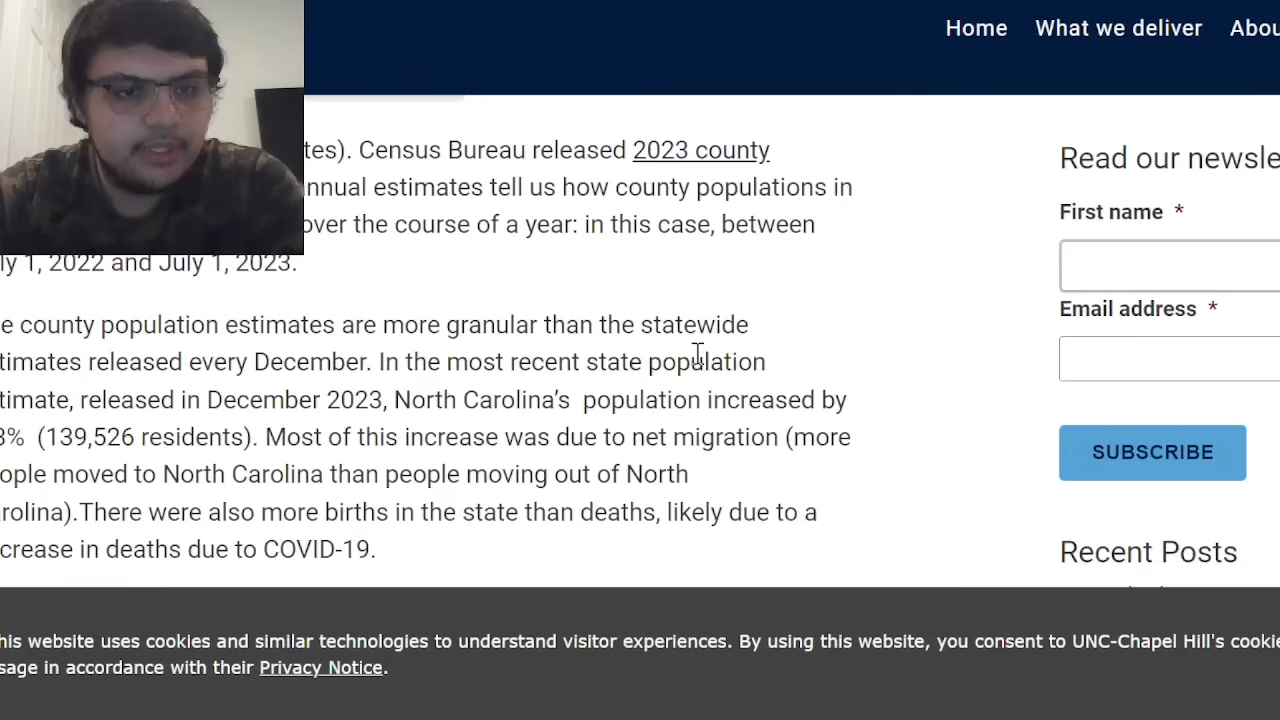 Home What we deliver Abou
tes). Census Bureau released 2023 county
nnual estimates tell us how county populations in
over the course of a year: in this case, between
ly 1, 2022 and July 1, 2023.
e county population estimates are more granular than the statewide
timates released every December. In the most recent state population
timate, released in December 2023, North Carolina’s population increased by
3% (139,526 residents). Most of this increase was due to net migration (more
ople moved to North Carolina than people moving out of North
arolina).There were also more births in the state than deaths, likely due to a
crease in deaths due to COVID-19.
Read our newsle
First name *
Email address *
SUBSCRIBE
Recent Posts
his website uses cookies and similar technologies to understand visitor experiences. By using this website, you consent to UNC-Chapel Hill's cookie
sage in accordance with their Privacy Notice.